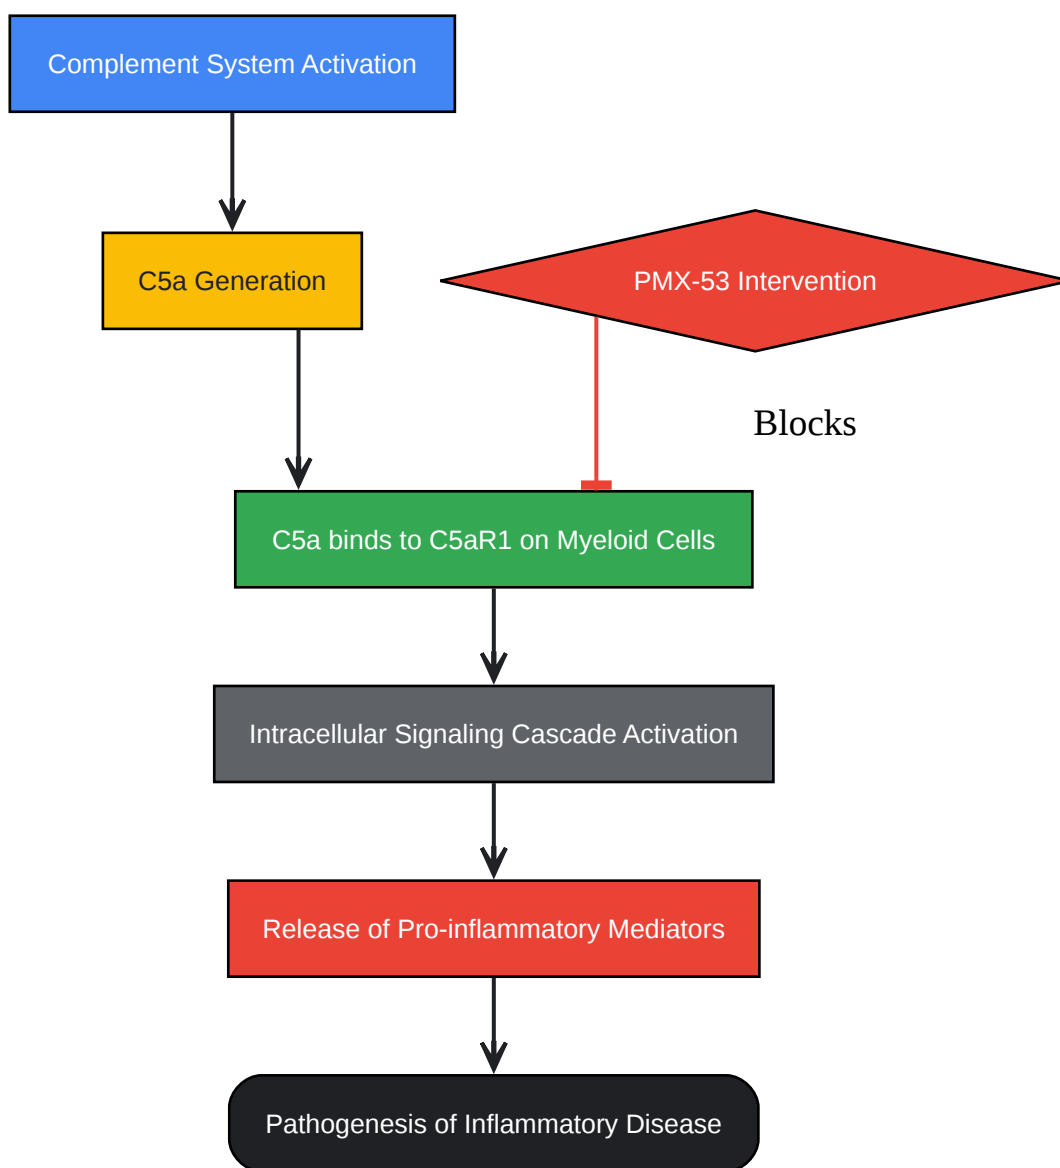 Complement System Activation
C5a Generation
PMX-53 Intervention
Blocks
C5a binds to C5aR1 on Myeloid Cells
Intracellular Signaling Cascade Activation
Release of Pro-inflammatory Mediators
Pathogenesis of Inflammatory Disease